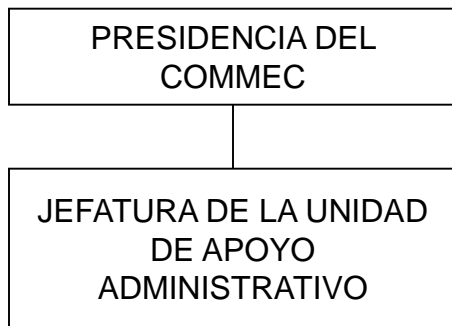 PRESIDENCIA DEL
COMMEC
JEFATURA DE LA UNIDAD
DE APOYO
ADMINISTRATIVO